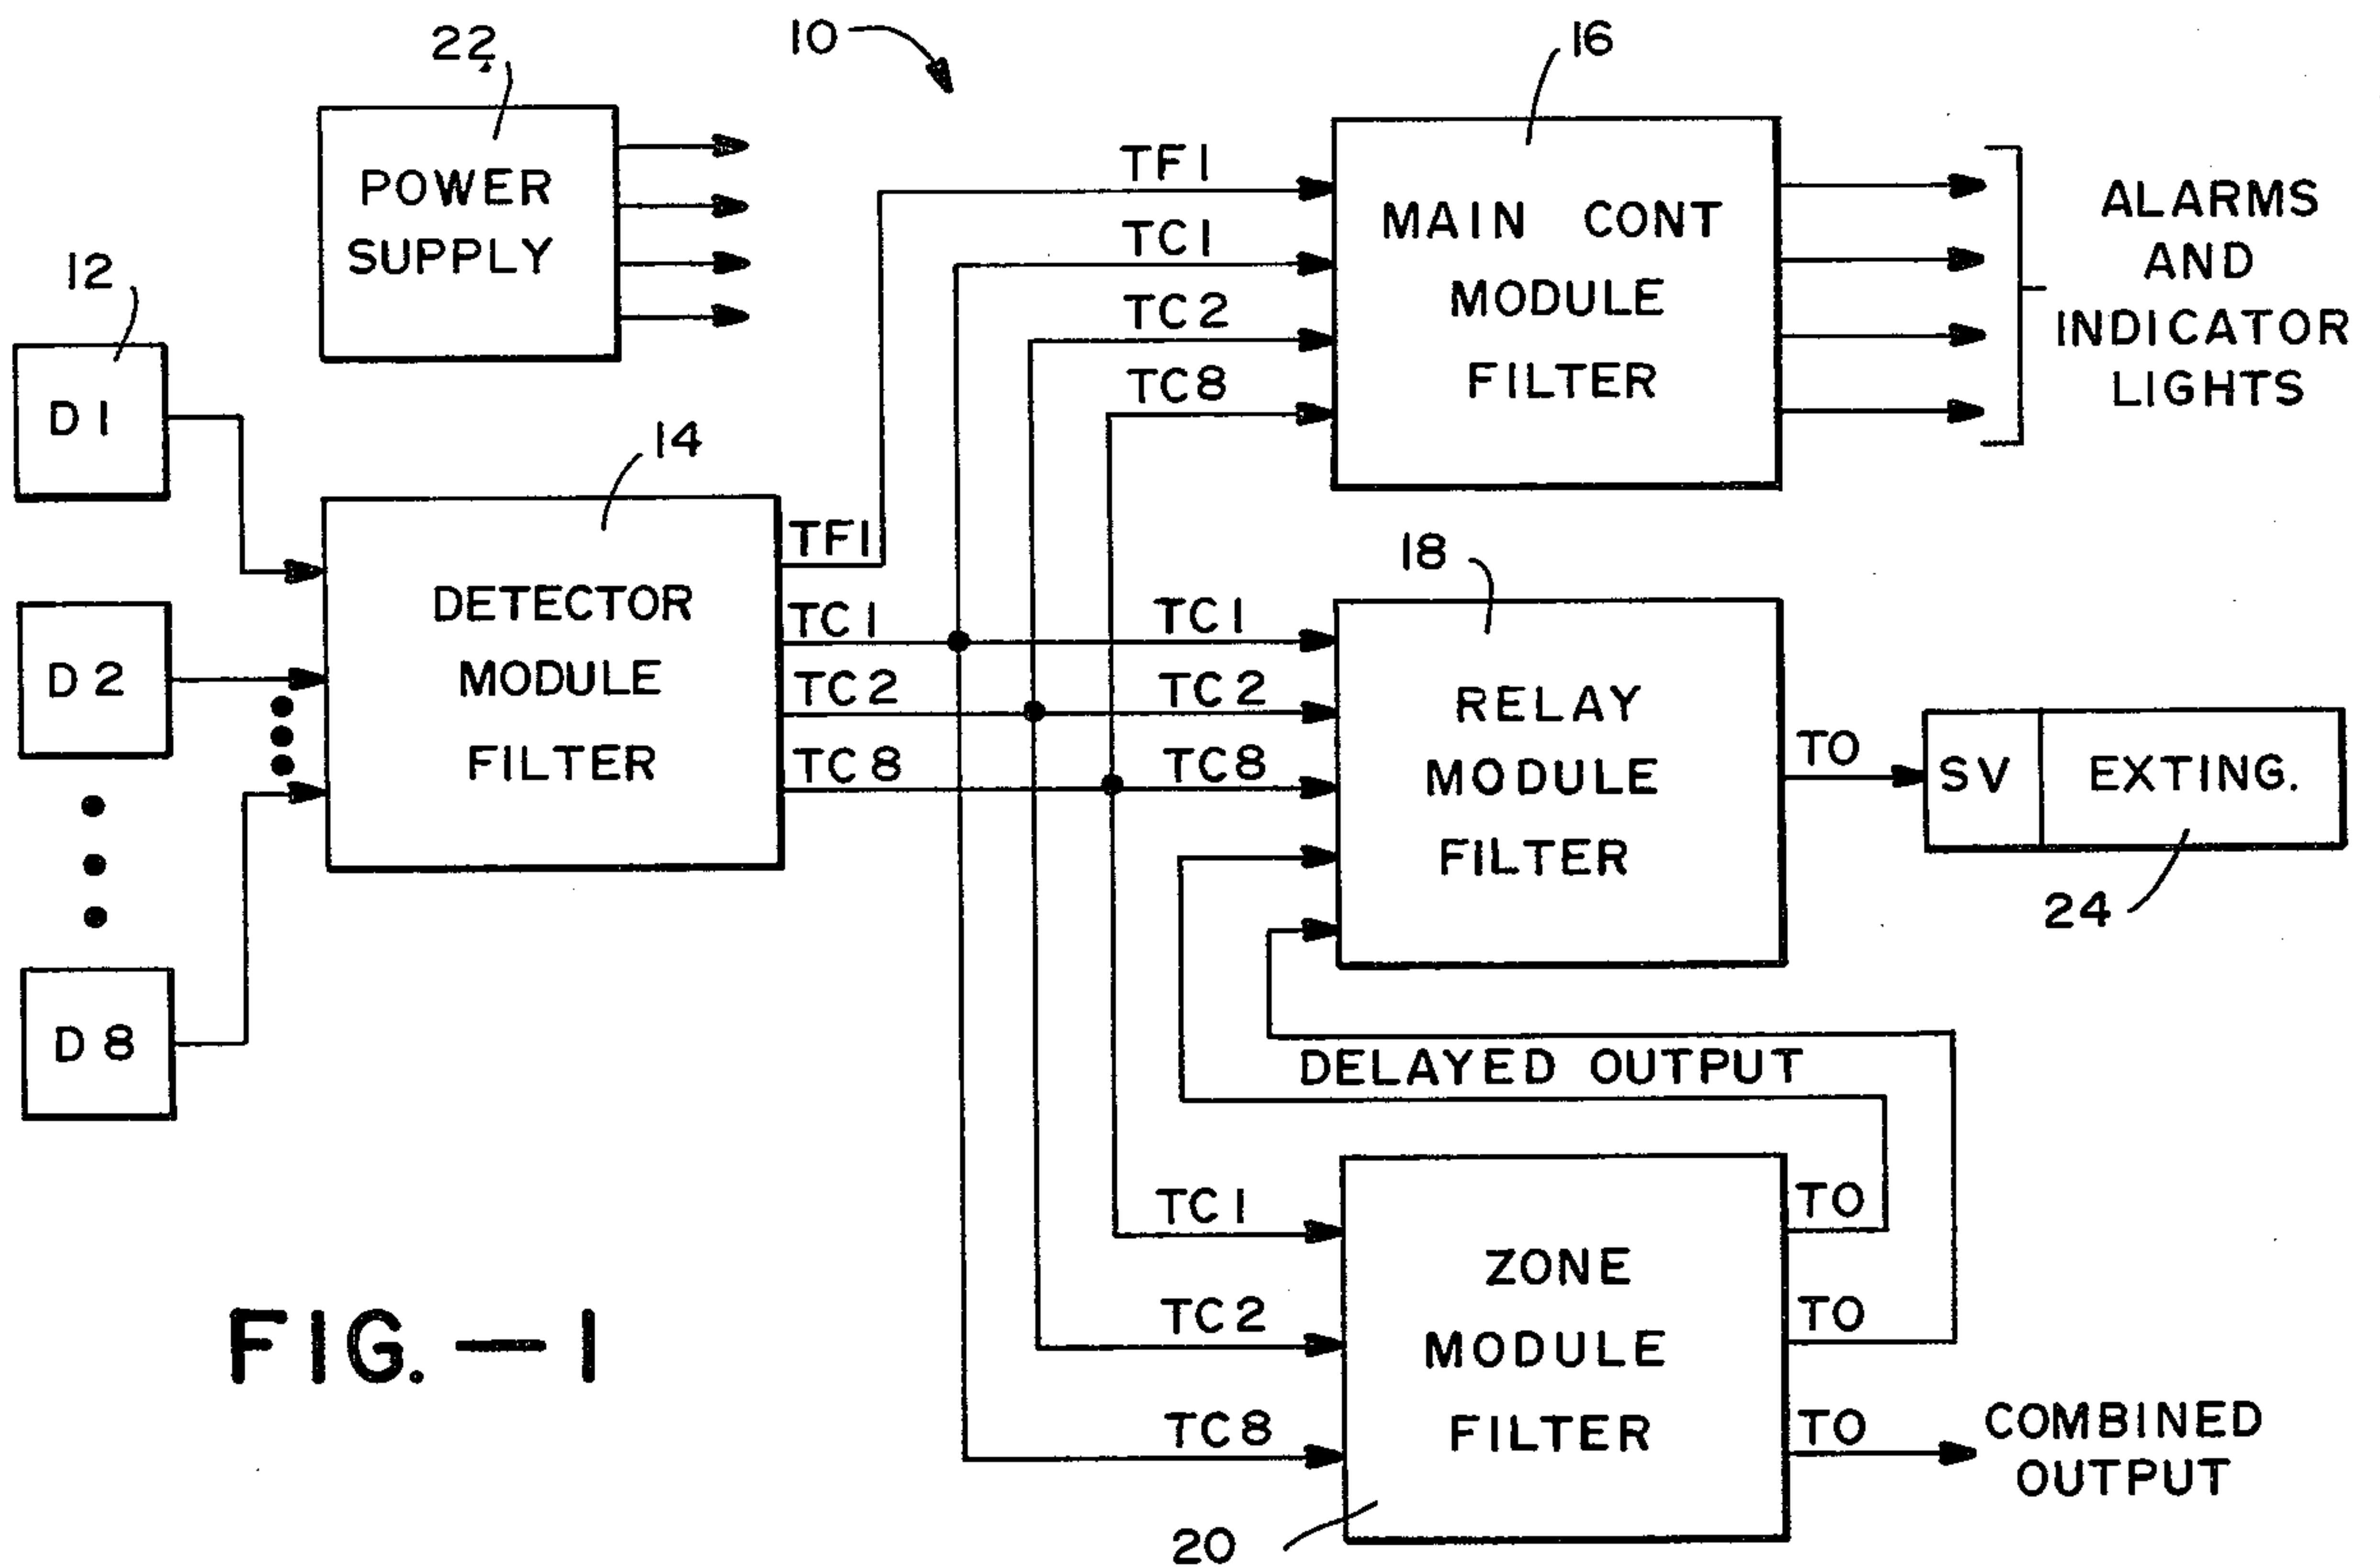 22
10
16
POWER
SUPPLY
TF1
TC1
TC2
TC8
MAIN CONT
MODULE
FILTER
ALARMS
AND
INDICATOR
LIGHTS
12
D1
D2
D8
14
DETECTOR
MODULE
FILTER
TF1
TC1
TC2
TC8
18
TC1
TC2
TC8
RELAY
MODULE
FILTER
TO
SV
EXTING.
24
DELAYED OUTPUT
TC1
TC2
TC8
ZONE
MODULE
FILTER
TO
TO
TO
COMBINED
OUTPUT
20
FIG.-1